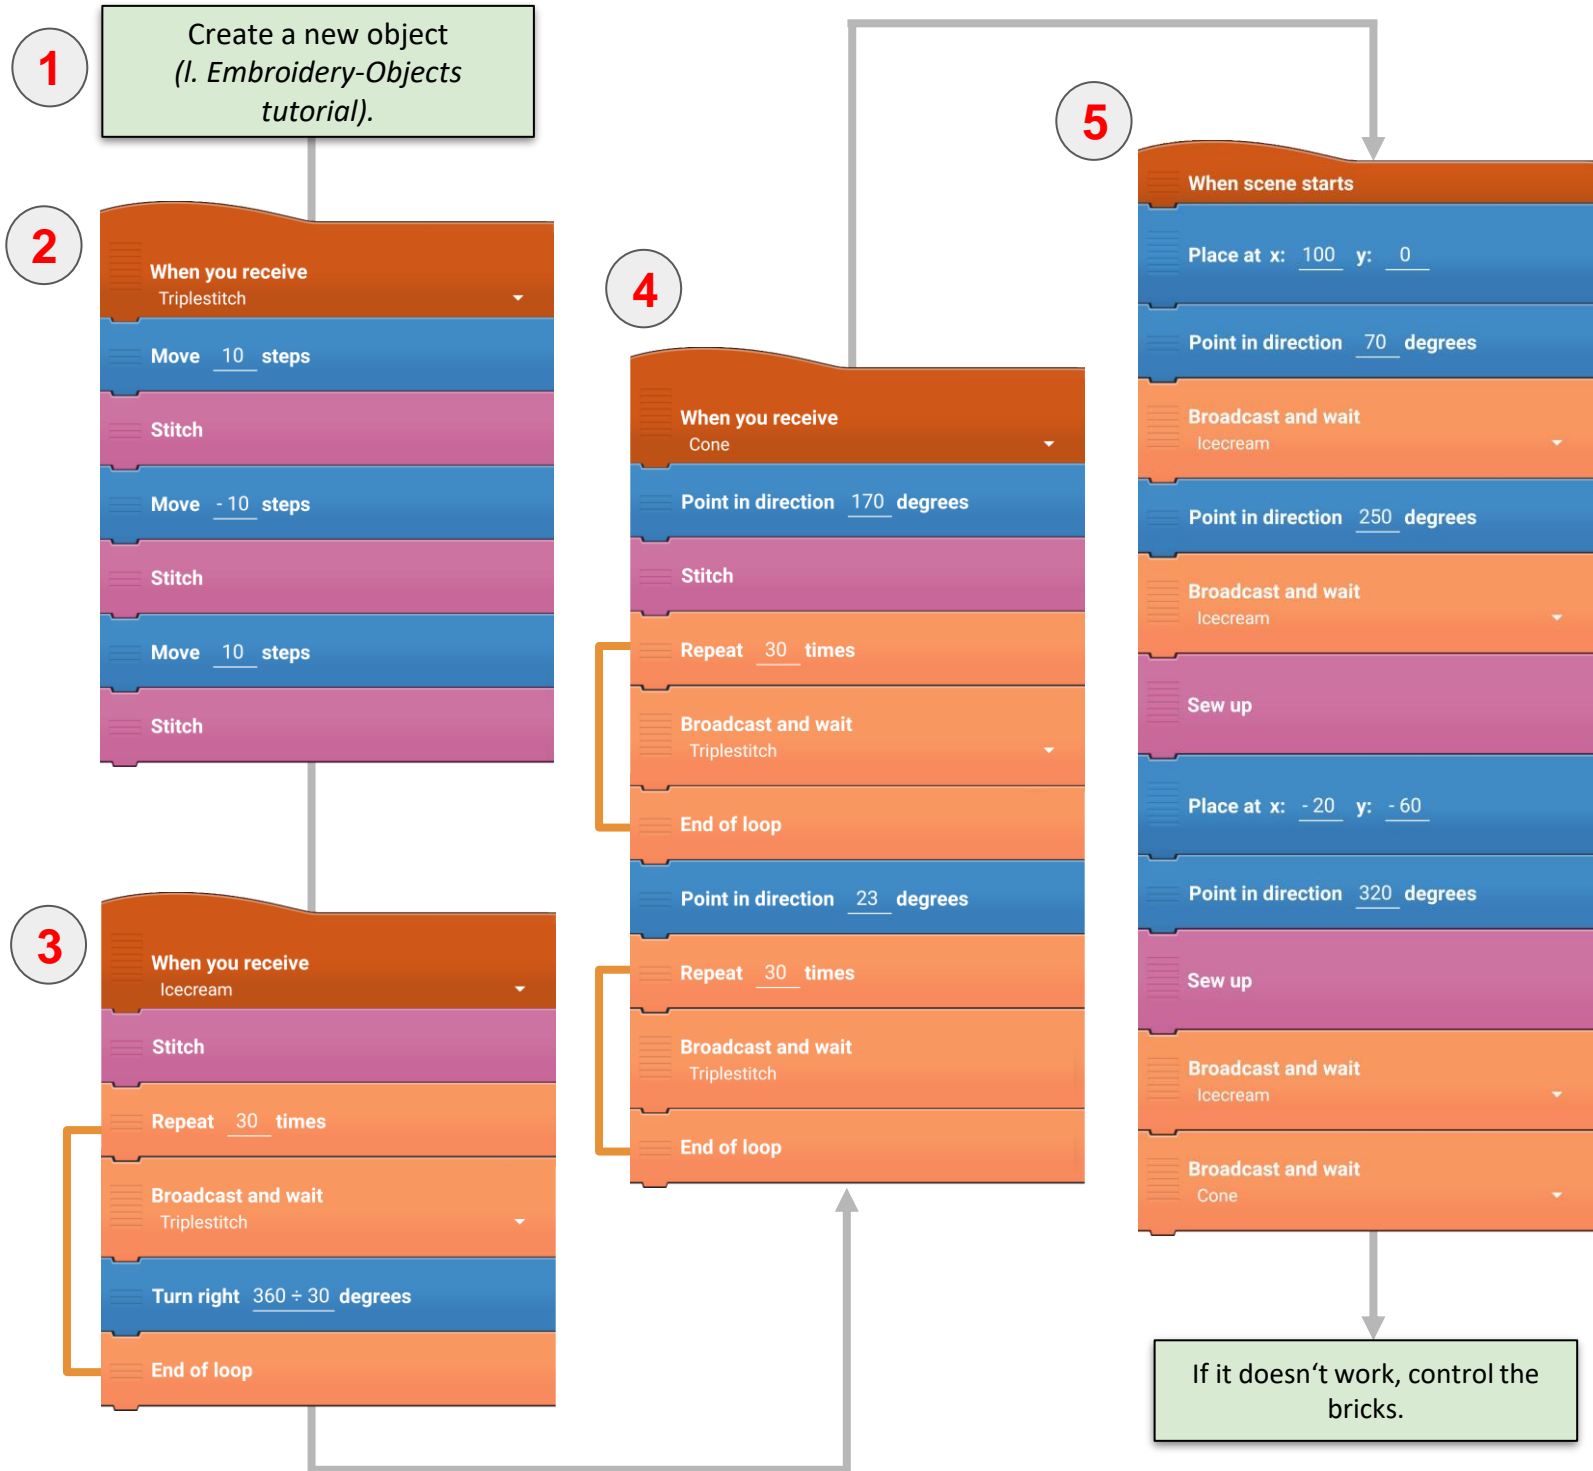 1
Create a new object
(l. Embroidery-Objects
tutorial).
2
When you receive
Triplestitch
Move 10 steps
Stitch
Move - 10 steps
Stitch
Move 10 steps
Stitch
3
When you receive
Icecream
Stitch
Repeat 30 times
Broadcast and wait
Triplestitch
Turn right 360 ÷ 30 degrees
End of loop
4
When you receive
Cone
Point in direction 170 degrees
Stitch
Repeat 30 times
Broadcast and wait
Triplestitch
End of loop
Point in direction 23 degrees
Repeat 30 times
Broadcast and wait
Triplestitch
End of loop
5
When scene starts
Place at x: 100 y: 0
Point in direction 70 degrees
Broadcast and wait
Icecream
Point in direction 250 degrees
Broadcast and wait
Icecream
Sew up
Place at x: - 20 y: - 60
Point in direction 320 degrees
Sew up
Broadcast and wait
Icecream
Broadcast and wait
Cone
If it doesn‘t work, control the
bricks.